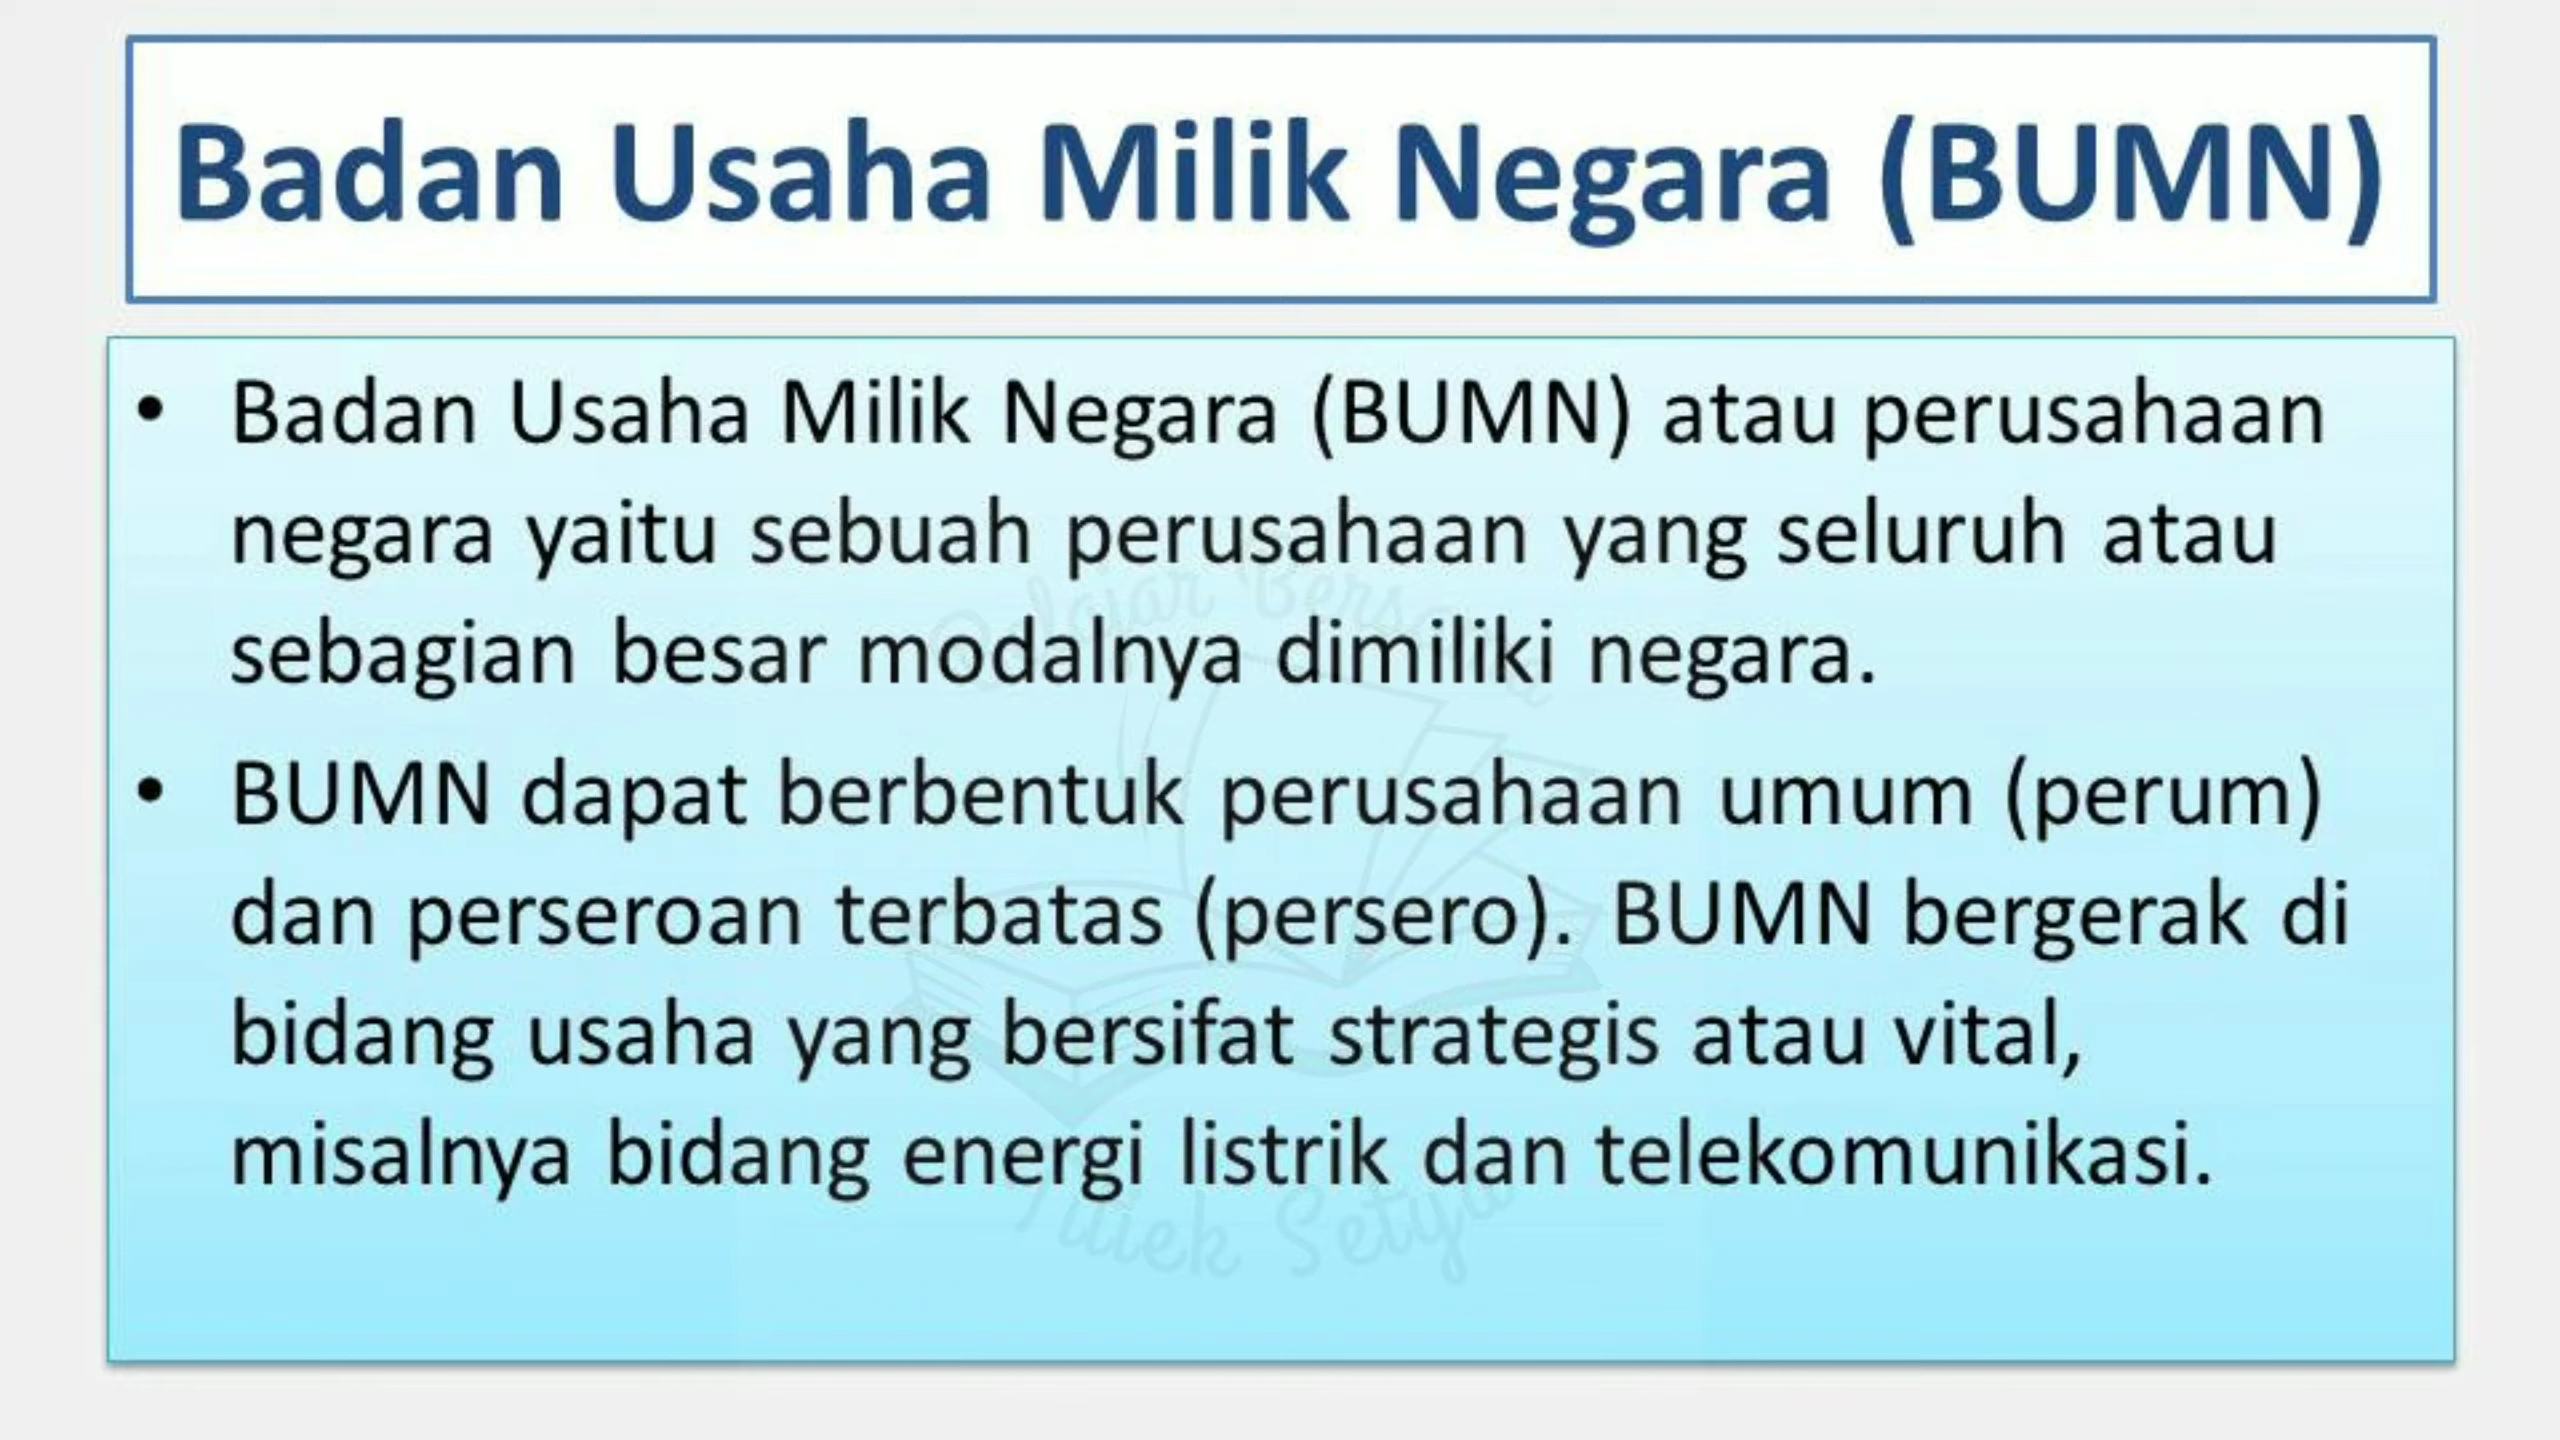 Badan Usaha Milik Negara (BUMN)
• Badan Usaha Milik Negara (BUMN) atau perusahaan
negara yaitu sebuah perusahaan yang seluruh atau
sebagian besar modalnya dimiliki negara.
• BUMN dapat berbentuk perusahaan umum (perum)
dan perseroan terbatas (persero). BUMN bergerak di
bidang usaha yang bersifat strategis atau vital,
misalnya bidang energi listrik dan telekomunikasi.